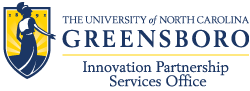 THE UNIVERSITY of NORTH CAROLINA
GREENSBORO
Innovation Partnership
Services Office